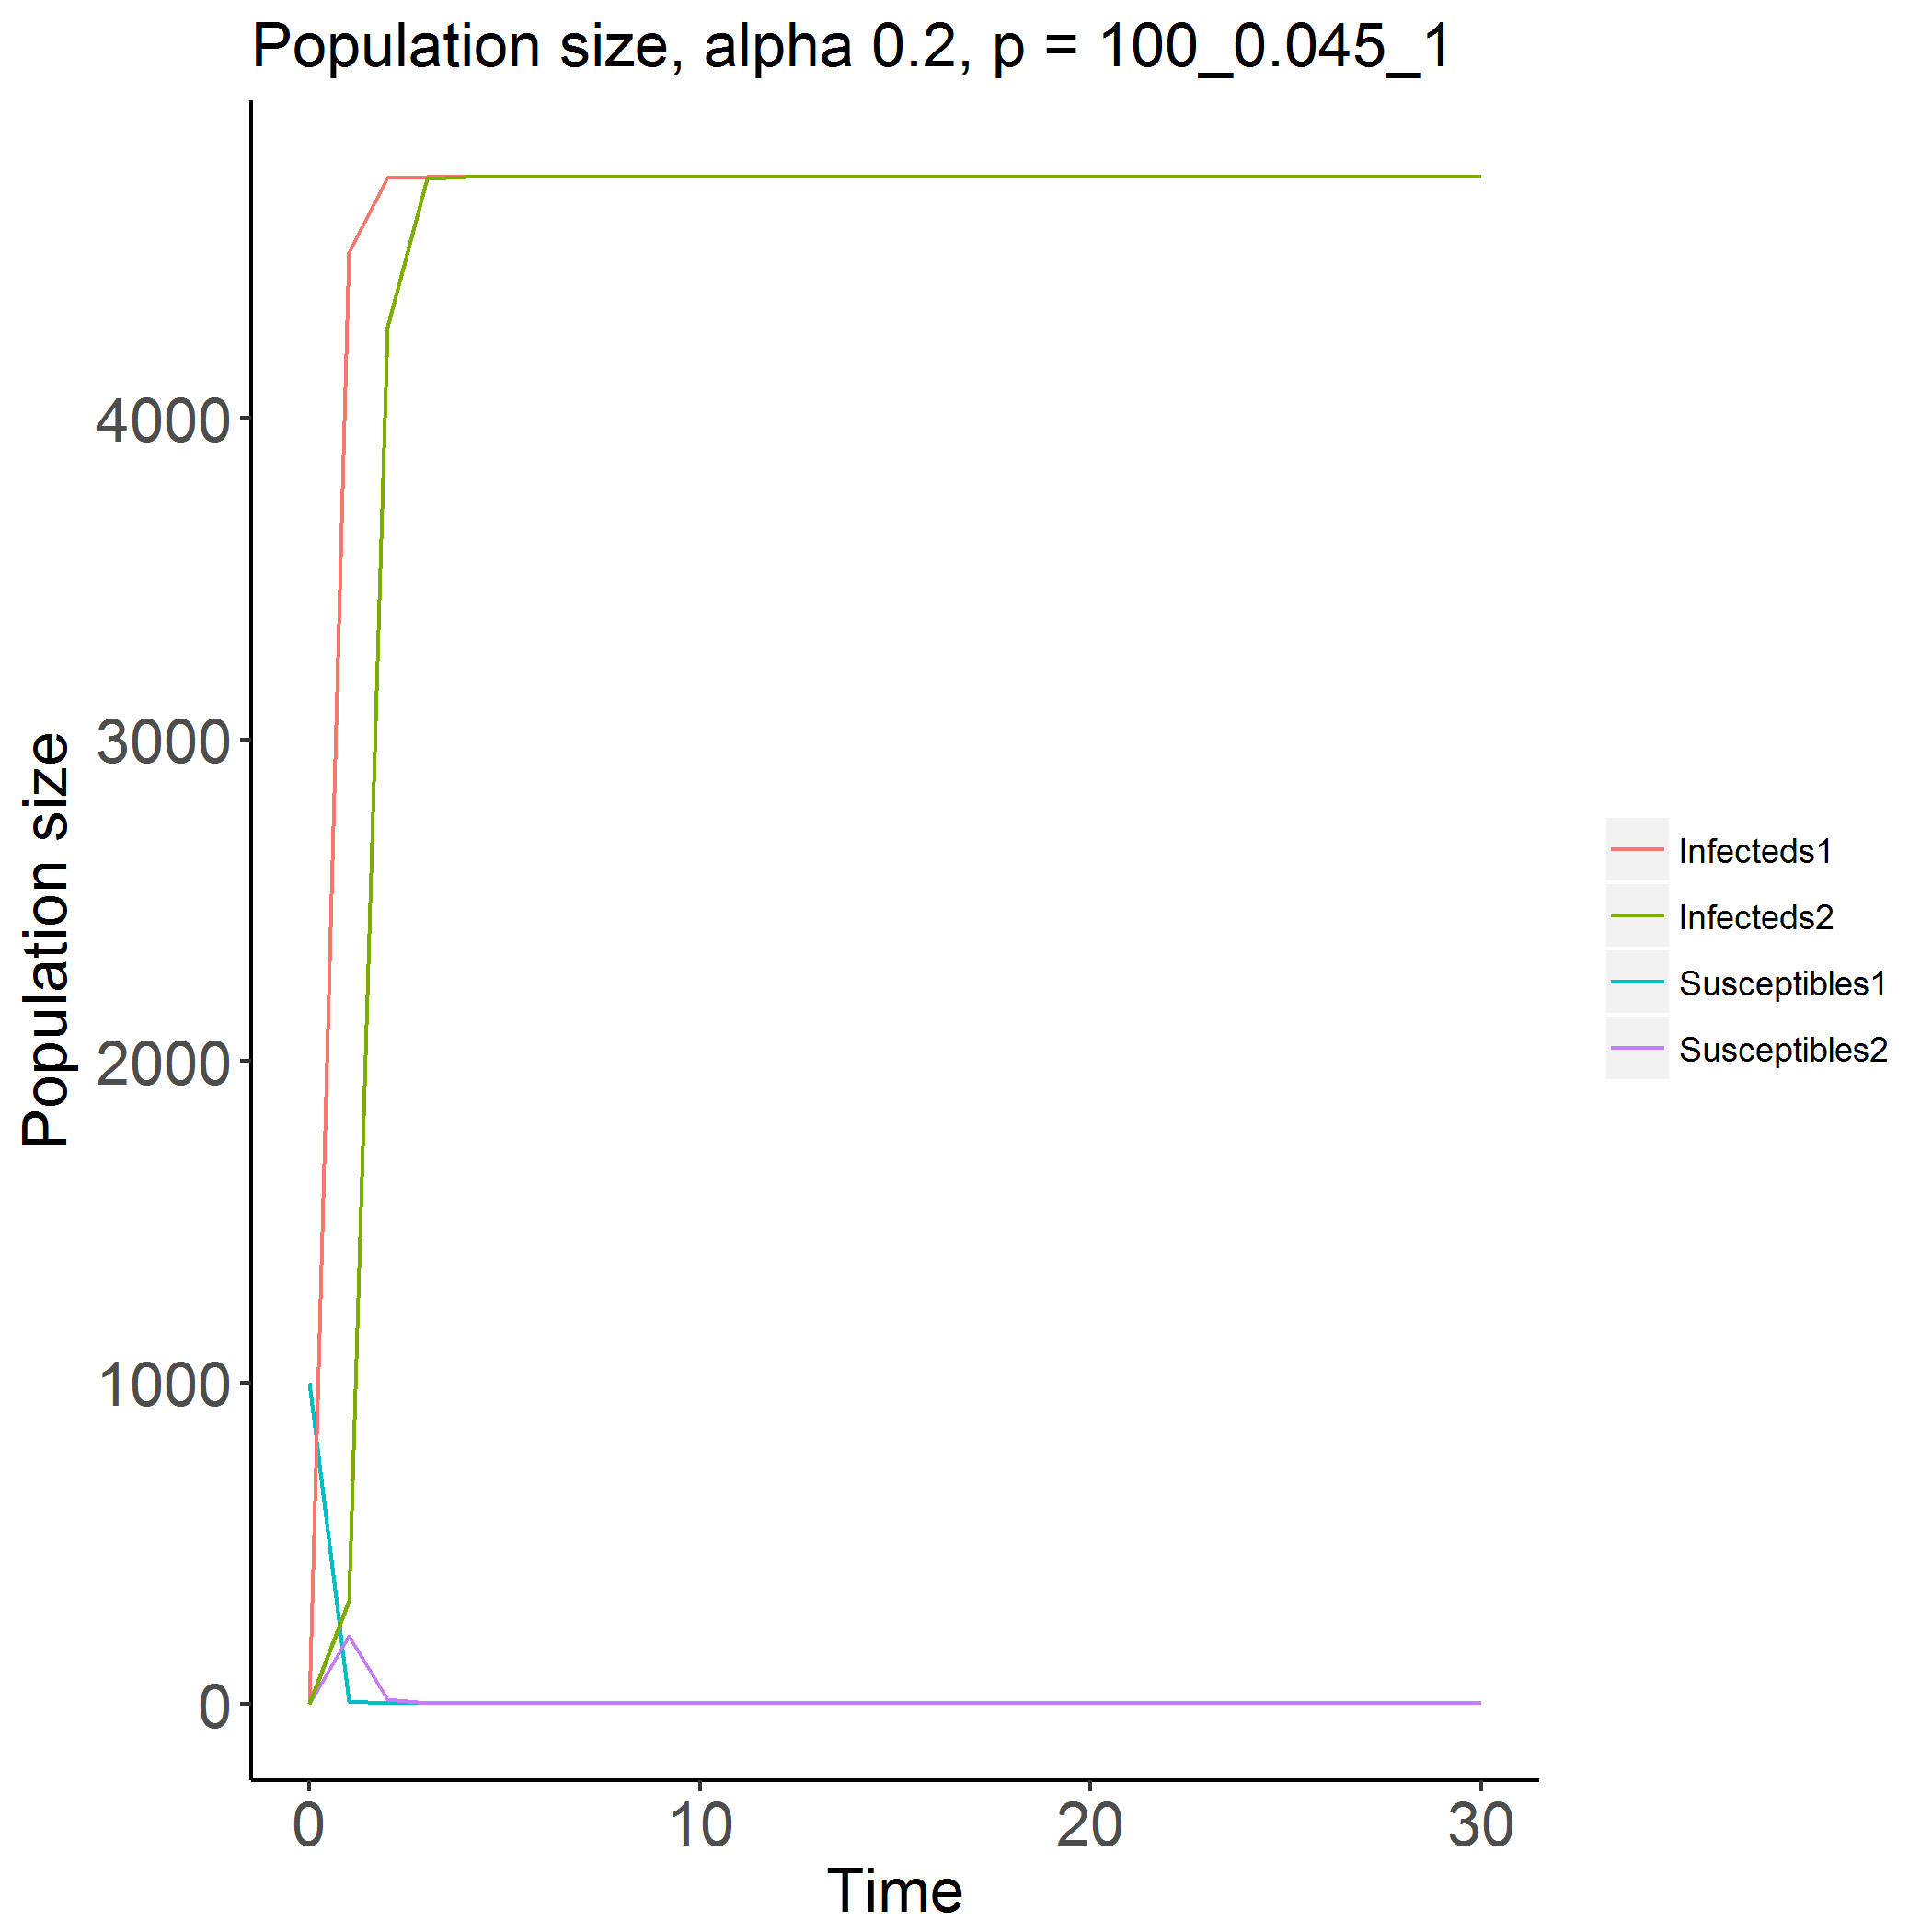 Population size, alpha 0.2, p = 100_0.045_1
Population size
4000
3000
2000
1000
0
0 10 20 30
Time
Infecteds1
Infecteds2
Susceptibles1
Susceptibles2